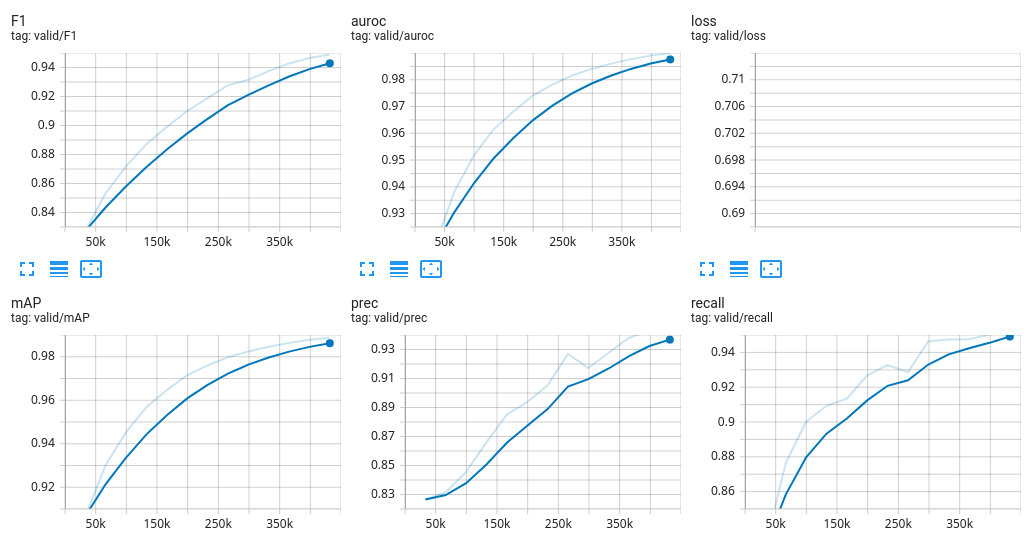 F1
tag: valid/F1
0.94
0.92
0.9
0.88
0.86
0.84
50k 150k 250k 350k
auroc
tag: valid/auroc
0.98
0.97
0.96
0.95
0.94
0.93
50k 150k 250k 350k
loss
tag: valid/loss
0.71
0.706
0.702
0.698
0.694
0.69
mAP
tag: valid/mAP
0.98
0.96
0.94
0.92
50k 150k 250k 350k
prec
tag: valid/prec
0.93
0.91
0.89
0.87
0.85
0.83
50k 150k 250k 350k
recall
tag: valid/recall
0.94
0.92
0.9
0.88
0.86
50k 150k 250k 350k